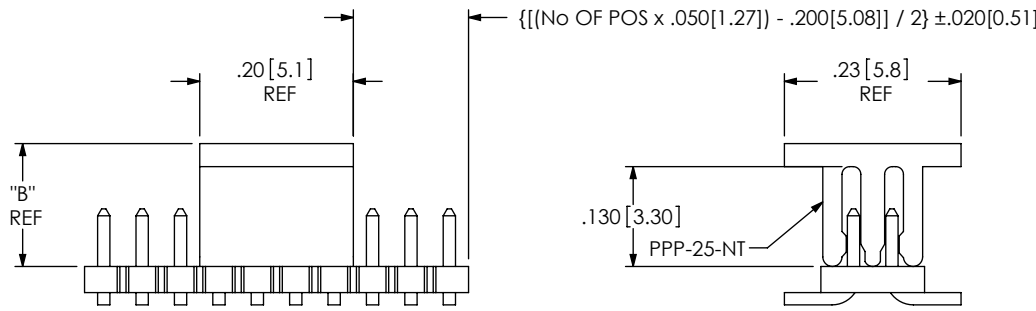 {[(No OF POS x .050[1.27]) - .200[5.08]] / 2} ±.020[0.51]
.20[5.1]
REF
.23[5.8]
REF
"B"
REF
.130[3.30]
PPP-25-NT